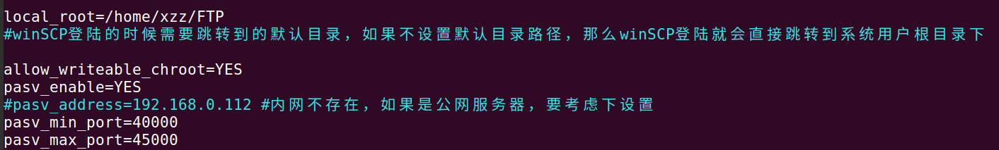 local_root=/home/xzz/FTP
#winSCP登陆的时候需要跳转到的默认目录，如果不设置默认目录路径，那么winSCP登陆就会直接跳转到系统用户根目录下
allow_writeable_chroot=YES
pasv_enable=YES
#pasv_address=192.168.0.112 #内网不存在，如果是公网服务器，要考虑下设置
pasv_min_port=40000
pasv_max_port=45000